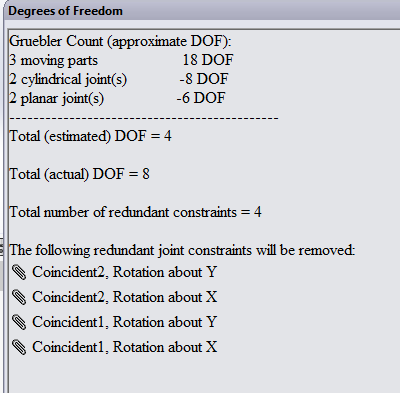 Degrees of Freedom
Gruebler Count (approximate DOF):
3 moving parts 18 DOF
2 cylindrical joint(s) -8 DOF
2 planar joint(s) -6 DOF
---------------------------------------------
Total (estimated) DOF = 4
Total (actual) DOF = 8
Total number of redundant constraints = 4
The following redundant joint constraints will be removed:
Coincident2, Rotation about Y
Coincident2, Rotation about X
Coincident1, Rotation about Y
Coincident1, Rotation about X